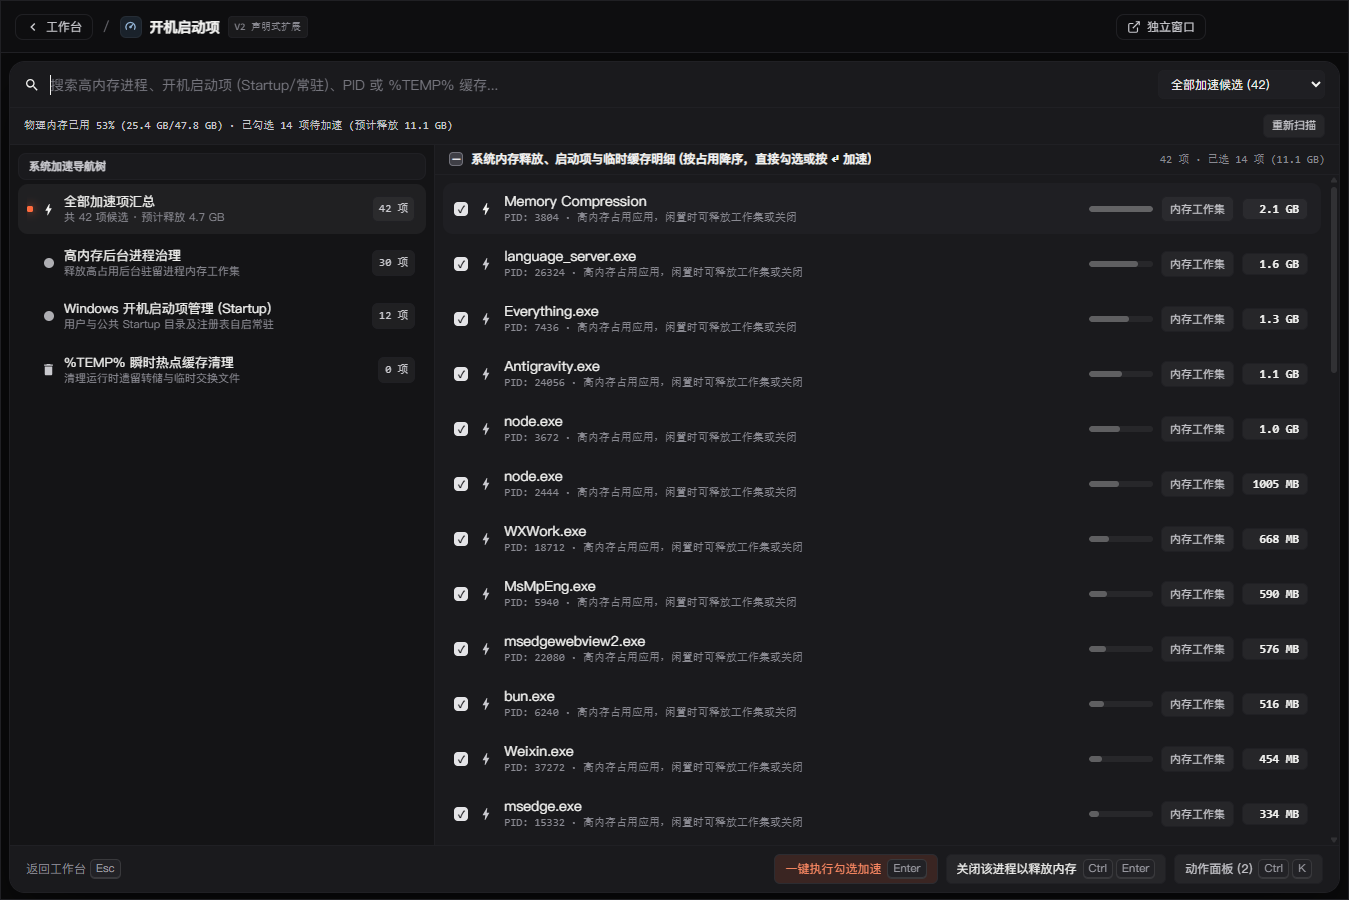 工作台 / 开机启动项 V2 声明式扩展 独立窗口
搜索高内存进程、开机启动项 (Startup/常驻)、PID 或 %TEMP% 缓存... 全部加速候选 (42)
物理内存已用 53% (25.4 GB/47.8 GB) · 已勾选 14 项待加速 (预计释放 11.1 GB) 重新扫描
系统加速导航树
全部加速项汇总
共 42 项候选 · 预计释放 4.7 GB
42 项
高内存后台进程治理
释放高占用后台驻留进程内存工作集
30 项
Windows 开机启动项管理 (Startup)
用户与公共 Startup 目录及注册表自启常驻
12 项
%TEMP% 瞬时热点缓存清理
清理运行时遗留转储与临时交换文件
0 项
系统内存释放、启动项与临时缓存明细 (按占用降序，直接勾选或按 ↵ 加速) 42 项 · 已选 14 项 (11.1 GB)
Memory Compression
PID: 3804 · 高内存占用应用，闲置时可释放工作集或关闭
内存工作集 2.1 GB
language_server.exe
PID: 26324 · 高内存占用应用，闲置时可释放工作集或关闭
内存工作集 1.6 GB
Everything.exe
PID: 7436 · 高内存占用应用，闲置时可释放工作集或关闭
内存工作集 1.3 GB
Antigravity.exe
PID: 24056 · 高内存占用应用，闲置时可释放工作集或关闭
内存工作集 1.1 GB
node.exe
PID: 3672 · 高内存占用应用，闲置时可释放工作集或关闭
内存工作集 1.0 GB
node.exe
PID: 2444 · 高内存占用应用，闲置时可释放工作集或关闭
内存工作集 1005 MB
WXWork.exe
PID: 18712 · 高内存占用应用，闲置时可释放工作集或关闭
内存工作集 668 MB
MsMpEng.exe
PID: 5940 · 高内存占用应用，闲置时可释放工作集或关闭
内存工作集 590 MB
msedgewebview2.exe
PID: 22080 · 高内存占用应用，闲置时可释放工作集或关闭
内存工作集 576 MB
bun.exe
PID: 6240 · 高内存占用应用，闲置时可释放工作集或关闭
内存工作集 516 MB
Weixin.exe
PID: 37272 · 高内存占用应用，闲置时可释放工作集或关闭
内存工作集 454 MB
msedge.exe
PID: 15332 · 高内存占用应用，闲置时可释放工作集或关闭
内存工作集 334 MB
返回工作台 Esc 一键执行勾选加速 Enter 关闭该进程以释放内存 Ctrl Enter 动作面板 (2) Ctrl K